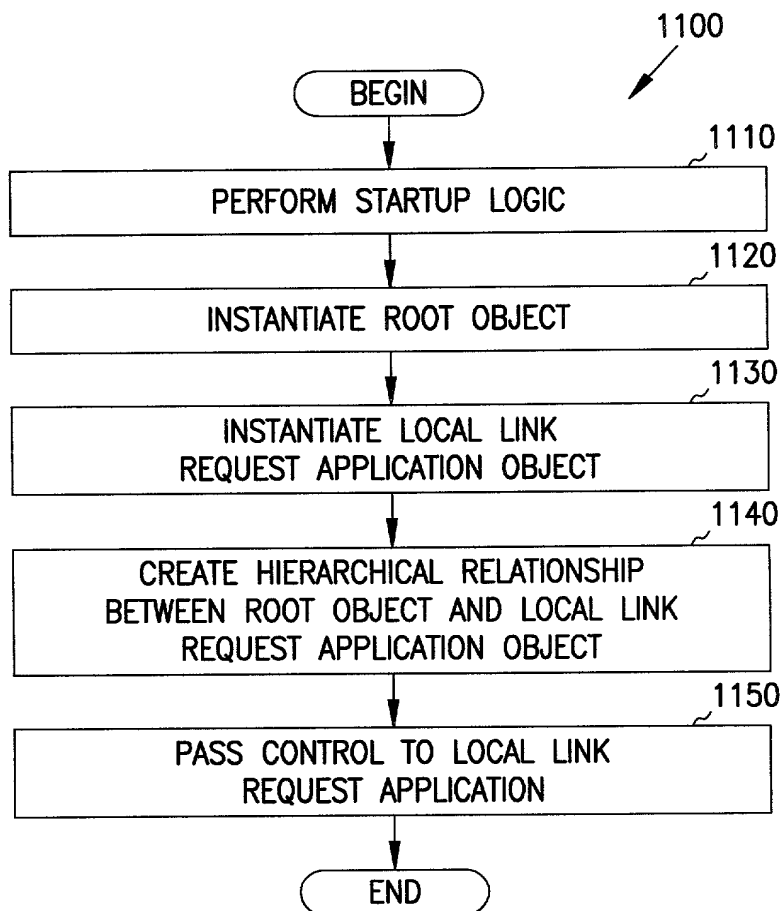 1100
BEGIN
1110
PERFORM STARTUP LOGIC
1120
INSTANTIATE ROOT OBJECT
1130
INSTANTIATE LOCAL LINK
REQUEST APPLICATION OBJECT
1140
CREATE HIERARCHICAL RELATIONSHIP
BETWEEN ROOT OBJECT AND LOCAL LINK
REQUEST APPLICATION OBJECT
1150
PASS CONTROL TO LOCAL LINK
REQUEST APPLICATION
END